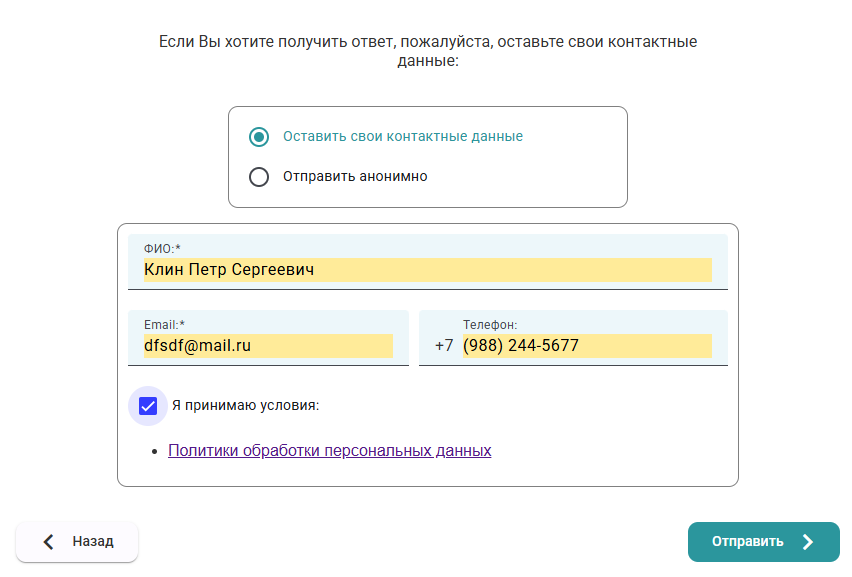 Если Вы хотите получить ответ, пожалуйста, оставьте свои контактные
данные:
Оставить свои контактные данные
Отправить анонимно
ФИО:*
Клин Петр Сергеевич
Email:*
dfsdf@mail.ru
Телефон:
+7 (988) 244-5677
Я принимаю условия:
Политики обработки персональных данных
Назад
Отправить